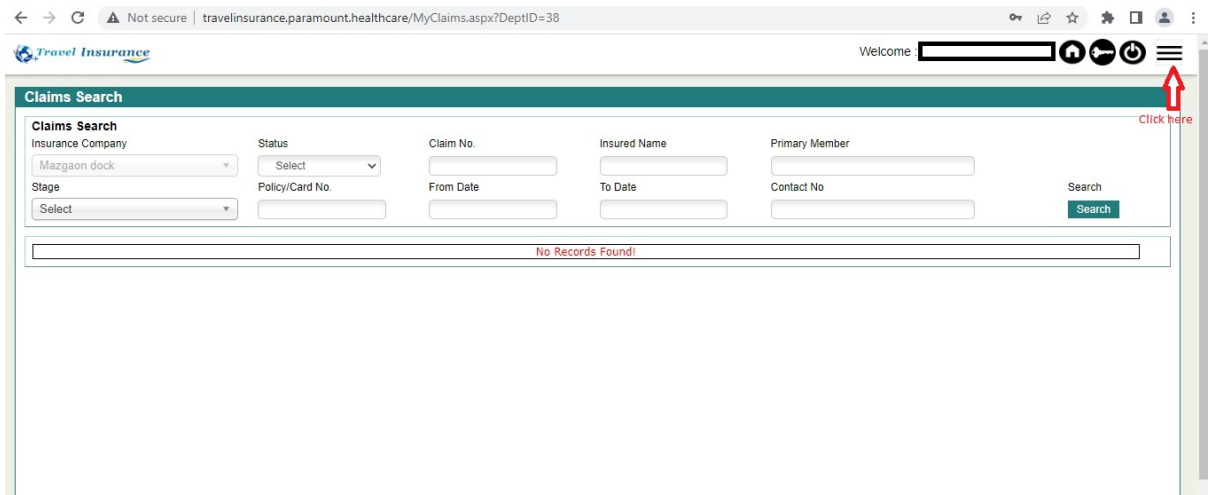 Not secure | travelinsurance.paramount.healthcare/MyClaims.aspx?DeptID=38
Travel Insurance
Welcome :
Claims Search
Click here
Claims Search
Insurance Company Status Claim No. Insured Name Primary Member
Mazgaon dock Select
Stage Policy/Card No. From Date To Date Contact No Search
Select Search
No Records Found!